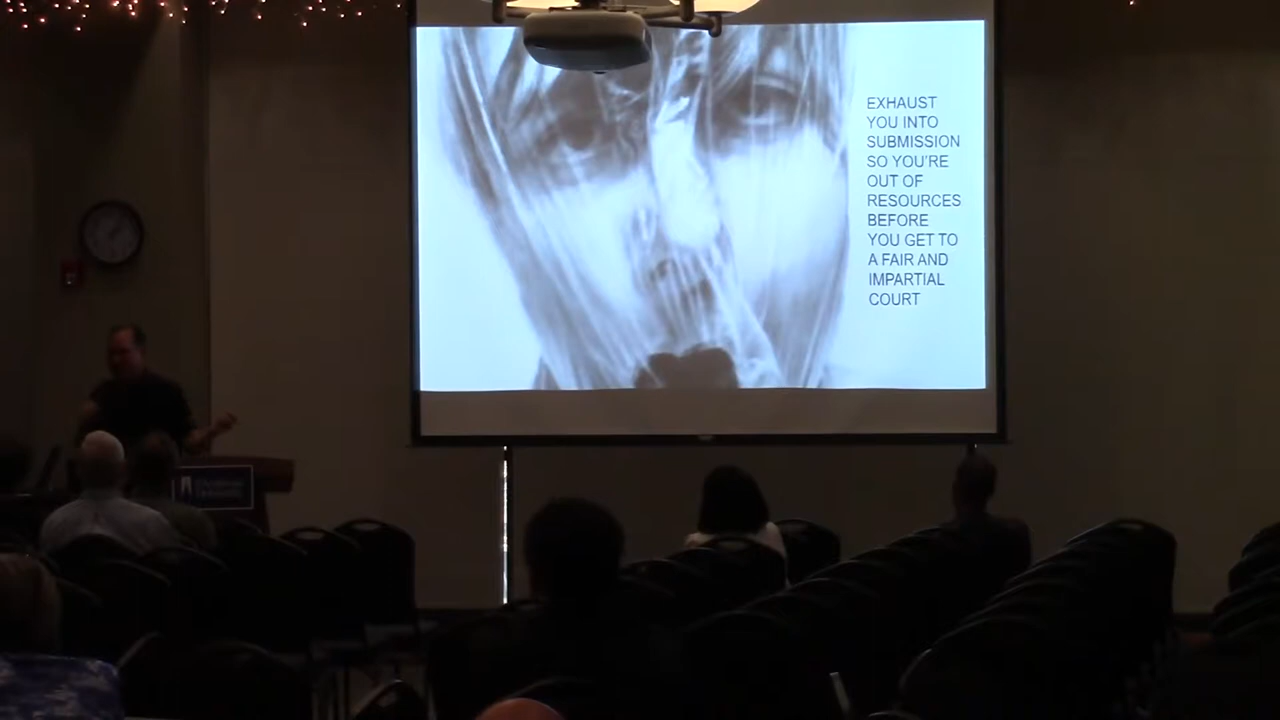 EXHAUST
YOU INTO
SUBMISSION
SO YOU'RE
OUT OF
RESOURCES
BEFORE
YOU GET TO
A FAIR AND
IMPARTIAL
COURT